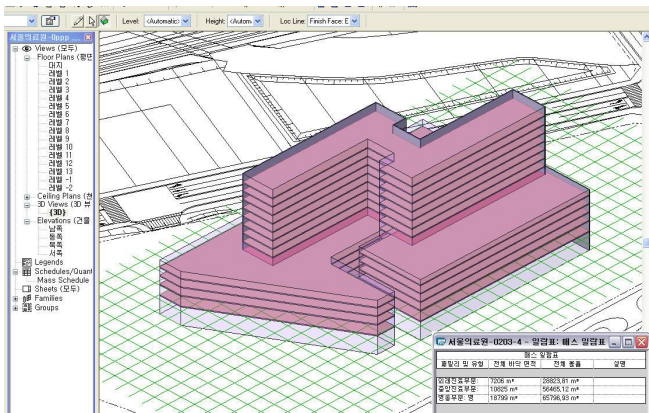 Level: <Automatic>
Height: <Autom
Loc Line: Finish Face: E
서울의료원-Oppp ...
Views (모두)
Floor Plans (평면
대지
레벨 1
레벨 2
레벨 3
레벨 4
레벨 5
레벨 6
레벨 7
레벨 8
레벨 9
레벨 10
레벨 11
레벨 12
레벨 13
레벨 -1
레벨 -2
Ceiling Plans (천
3D Views (3D 뷰
{3D}
Elevations (건물
남쪽
동쪽
북쪽
서쪽
Legends
Schedules/Quant
Mass Schedule
Sheets (모두)
Families
Groups
서울의료원-0203-4 - 일람표: 매스 일람표
매스 일람표
패밀리 및 유형 전체 바닥 면적 전체 볼륨 설명
외래진료부문: 7206 m² 28823,81 m³
중앙진료부문: 10625 m² 56465,12 m³
병동부문: 병 18799 m² 65796,93 m³